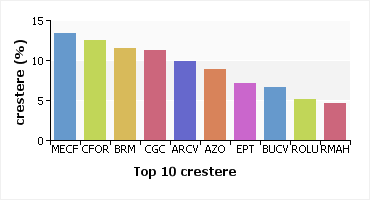 crestere (%)
15
10
5
0
MECF CFOR BRM CGC ARCV AZO EPT BUCV ROLU RMAH
Top 10 crestere